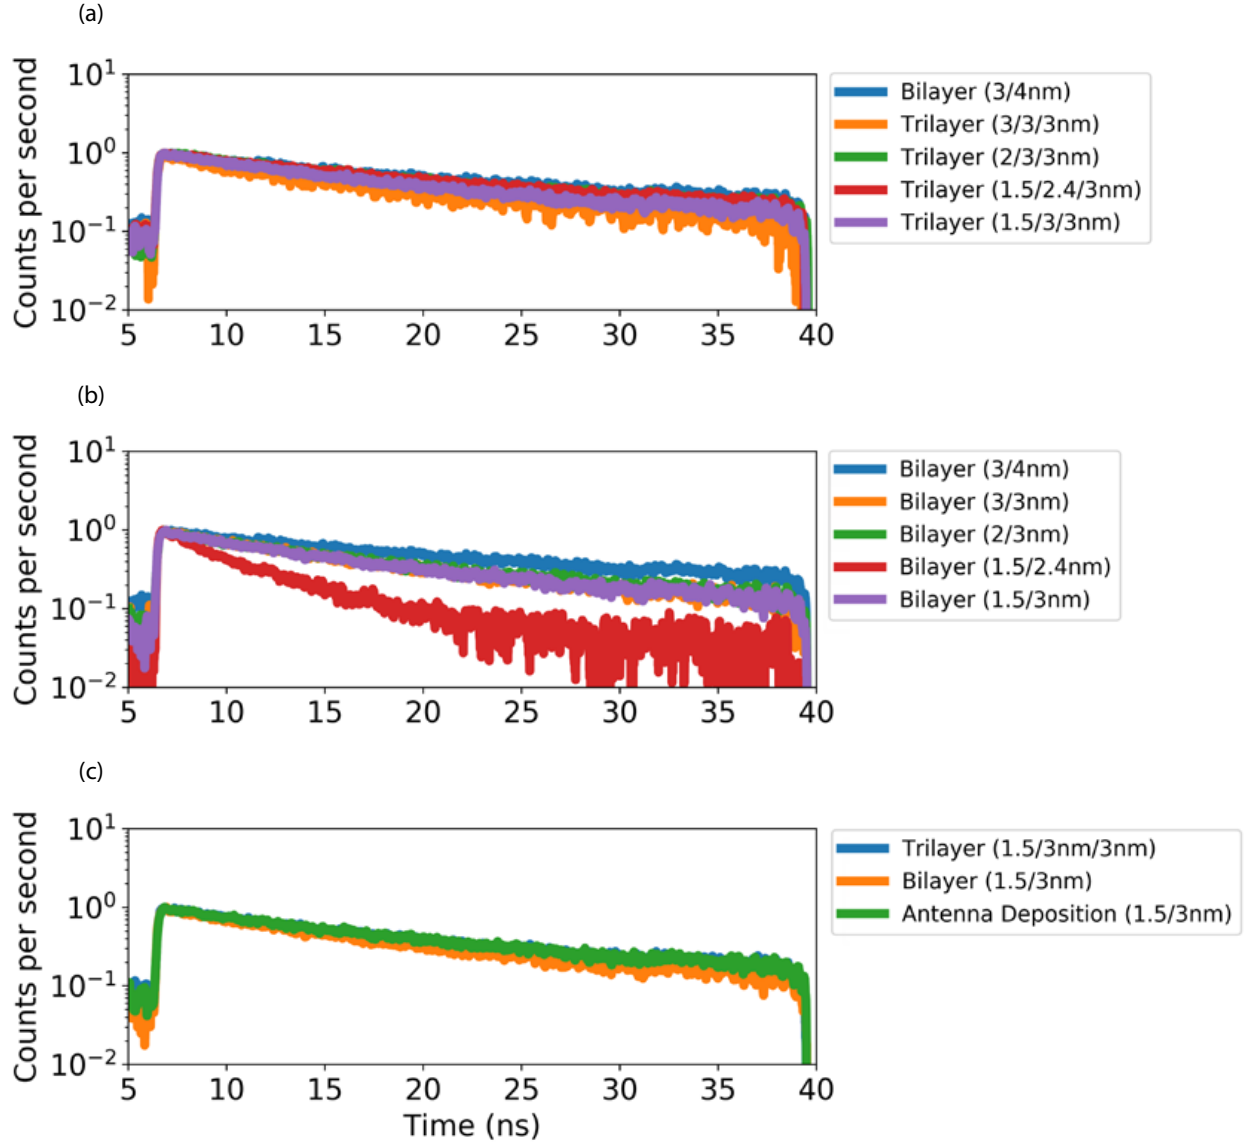 (a)
Counts per second
10^1
10^0
10^-1
10^-2
5 10 15 20 25 30 35 40
Bilayer (3/4nm)
Trilayer (3/3/3nm)
Trilayer (2/3/3nm)
Trilayer (1.5/2.4/3nm)
Trilayer (1.5/3/3nm)
(b)
Counts per second
10^1
10^0
10^-1
10^-2
5 10 15 20 25 30 35 40
Bilayer (3/4nm)
Bilayer (3/3nm)
Bilayer (2/3nm)
Bilayer (1.5/2.4nm)
Bilayer (1.5/3nm)
(c)
Counts per second
10^1
10^0
10^-1
10^-2
5 10 15 20 25 30 35 40
Time (ns)
Trilayer (1.5/3nm/3nm)
Bilayer (1.5/3nm)
Antenna Deposition (1.5/3nm)